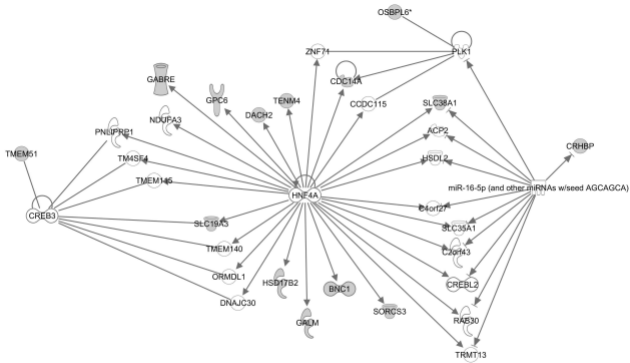 OSBPL6*
ZNF71
PLK1
GABRE
CDC14A
GPC6
TENM4
CCDC115
SLC38A1
DACH2
NDUFA3
PNLIPRP1
ACP2
CRHBP
TMEM51
TM4SF4
HSDL2
TMEM145
HNF4A
miR-16-5p (and other miRNAs w/seed AGCAGCA)
C4orf27
CREB3
SLC19A3
SLC35A1
TMEM140
C2orf43
ORMDL1
HSD17B2
BNC1
CREBL2
DNAJC30
SORCS3
GALM
RAB30
TRMT13